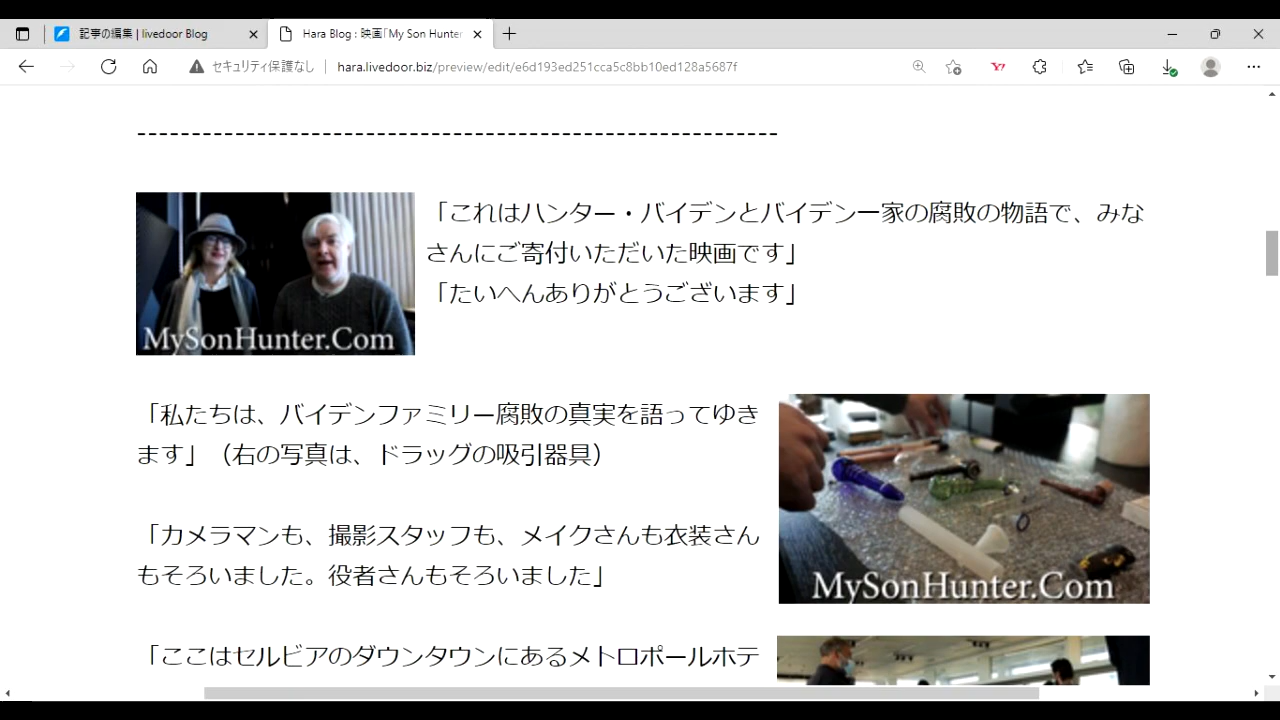 記事の編集 | livedoor Blog
Hara Blog : 映画「My Son Hunter
セキュリティ保護なし
hara.livedoor.biz/preview/edit/e6d193ed251cca5c8bb10ed128a5687f
----------------------------------------------------------
「これはハンター・バイデンとバイデン一家の腐敗の物語で、みな
さんにご寄付いただいた映画です」
「たいへんありがとうございます」
MySonHunter.Com
「私たちは、バイデンファミリー腐敗の真実を語ってゆき
ます」（右の写真は、ドラッグの吸引器具）
「カメラマンも、撮影スタッフも、メイクさんも衣装さん
もそろいました。役者さんもそろいました」
MySonHunter.Com
「ここはセルビアのダウンタウンにあるメトロポールホテ